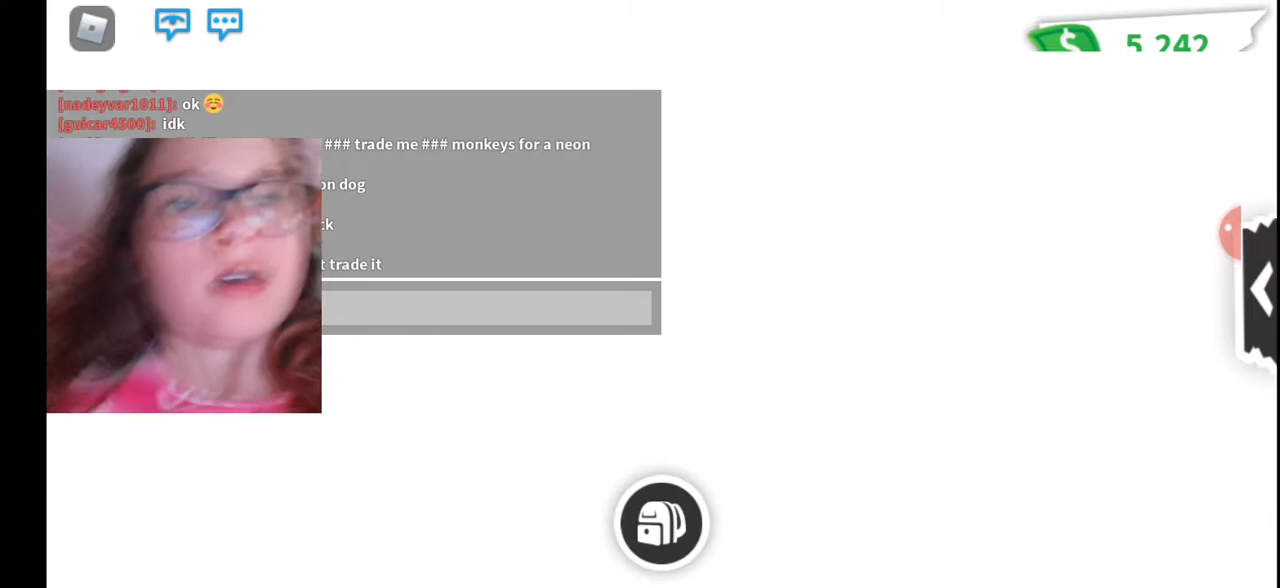 5,242
[nadeyvar1011]: ok ☺️
[guicar4500]: idk
### trade me ### monkeys for a neon
on dog
ck
t trade it